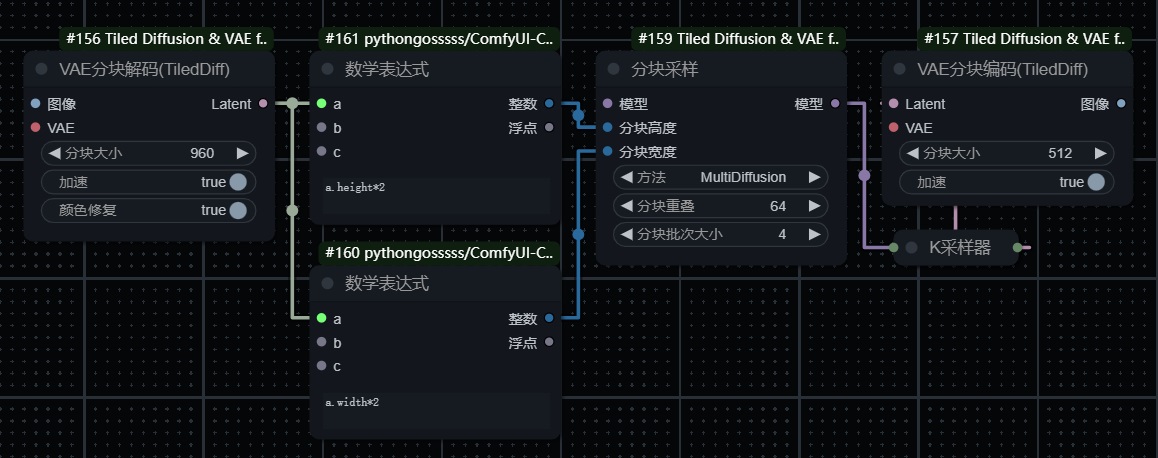 #156 Tiled Diffusion & VAE f..
VAE分块解码(TiledDiff)
图像
Latent
VAE
分块大小
960
加速
true
颜色修复
true
#161 pythongosssss/ComfyUI-C..
数学表达式
a
整数
b
浮点
c
a.height*2
#160 pythongosssss/ComfyUI-C..
数学表达式
a
整数
b
浮点
c
a.width*2
#159 Tiled Diffusion & VAE f..
分块采样
模型
模型
分块高度
分块宽度
方法
MultiDiffusion
分块重叠
64
分块批次大小
4
#157 Tiled Diffusion & VAE f..
VAE分块编码(TiledDiff)
Latent
图像
VAE
分块大小
512
加速
true
K采样器